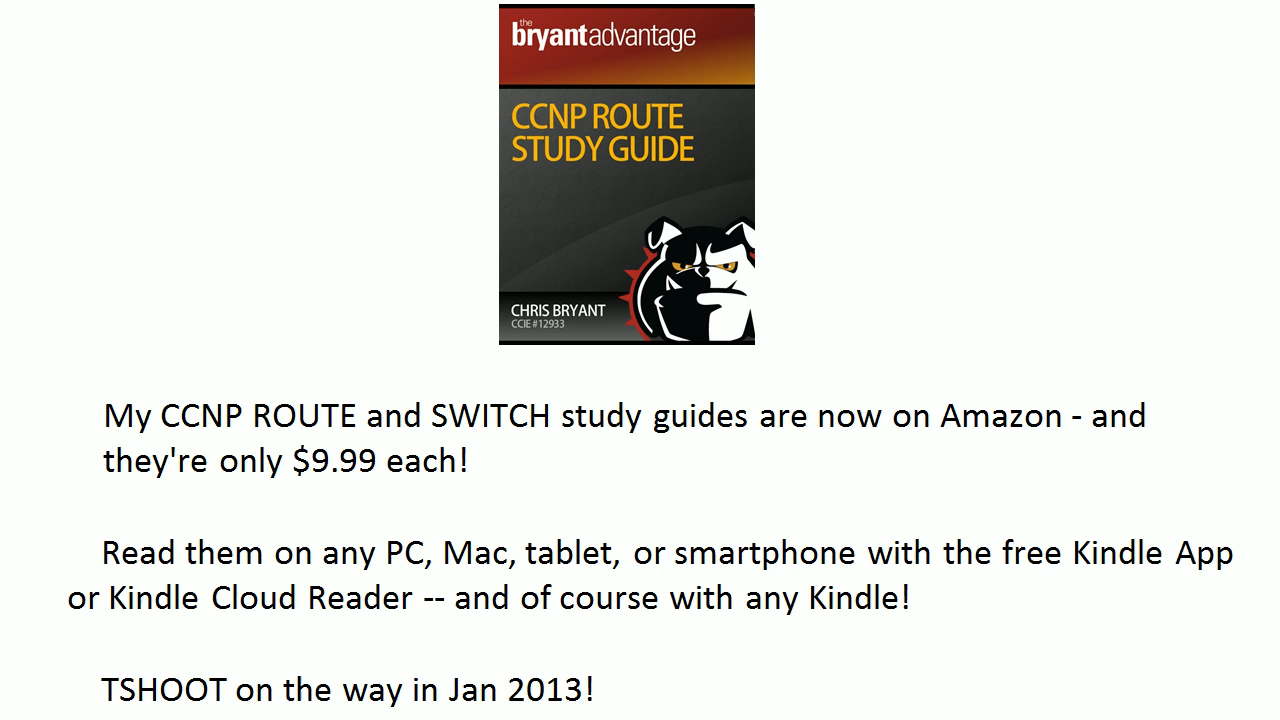 the
bryantadvantage
CCNP ROUTE
STUDY GUIDE
CHRIS BRYANT
CCIE #12933
My CCNP ROUTE and SWITCH study guides are now on Amazon - and
they're only $9.99 each!
Read them on any PC, Mac, tablet, or smartphone with the free Kindle App
or Kindle Cloud Reader -- and of course with any Kindle!
TSHOOT on the way in Jan 2013!